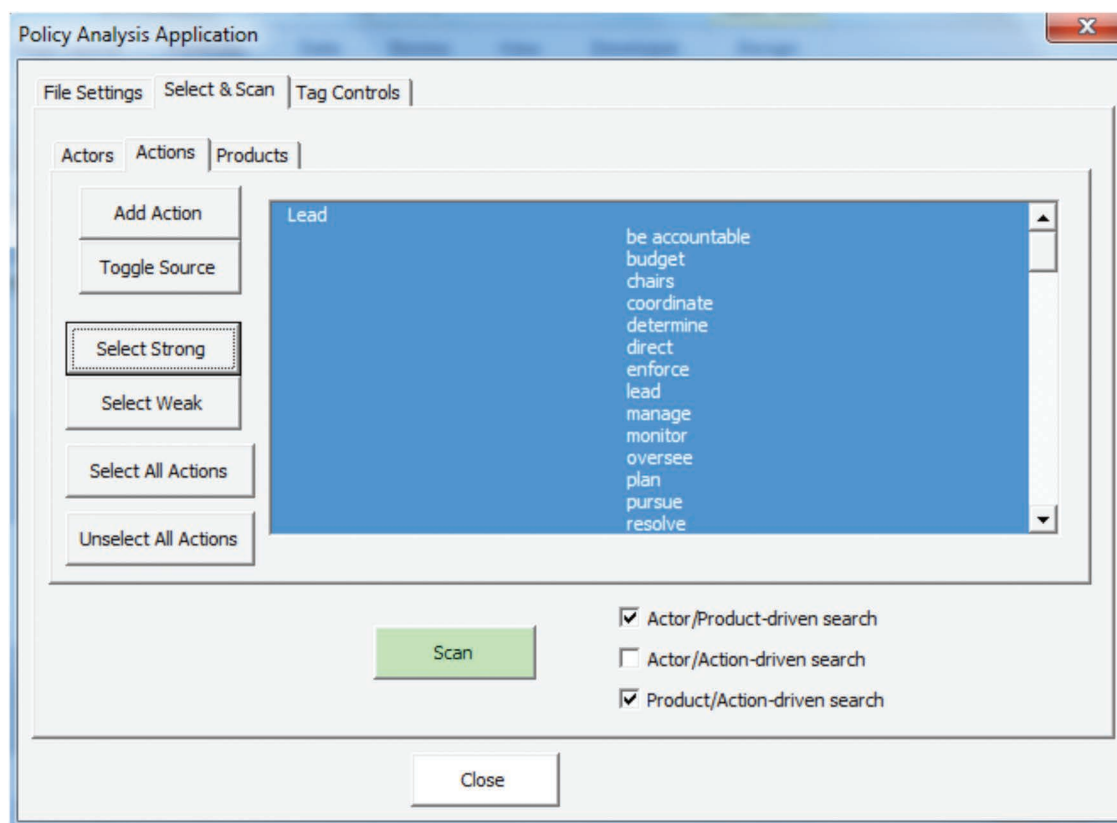 Policy Analysis Application
File Settings Select & Scan Tag Controls
Actors Actions Products
Add Action
Toggle Source
Select Strong
Select Weak
Select All Actions
Unselect All Actions
Lead
be accountable
budget
chairs
coordinate
determine
direct
enforce
lead
manage
monitor
oversee
plan
pursue
resolve
Scan
Actor/Product-driven search
Actor/Action-driven search
Product/Action-driven search
Close